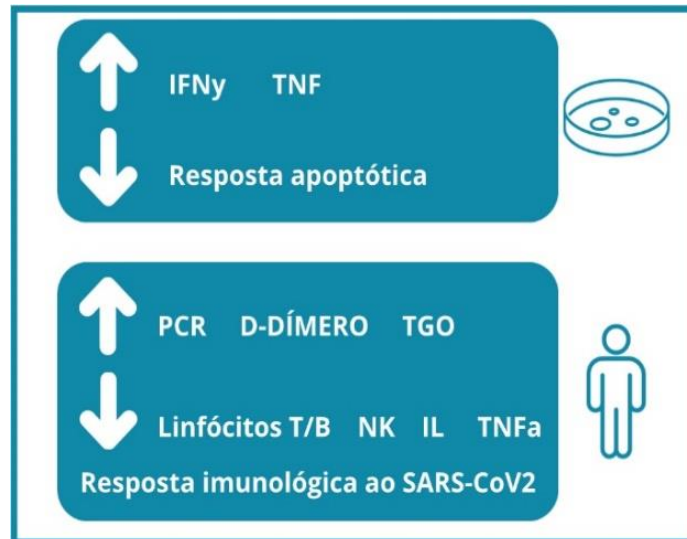 IFNy TNF
Resposta apoptótica
PCR D-DÍMERO TGO
Linfócitos T/B NK IL TNFa
Resposta imunológica ao SARS-CoV2